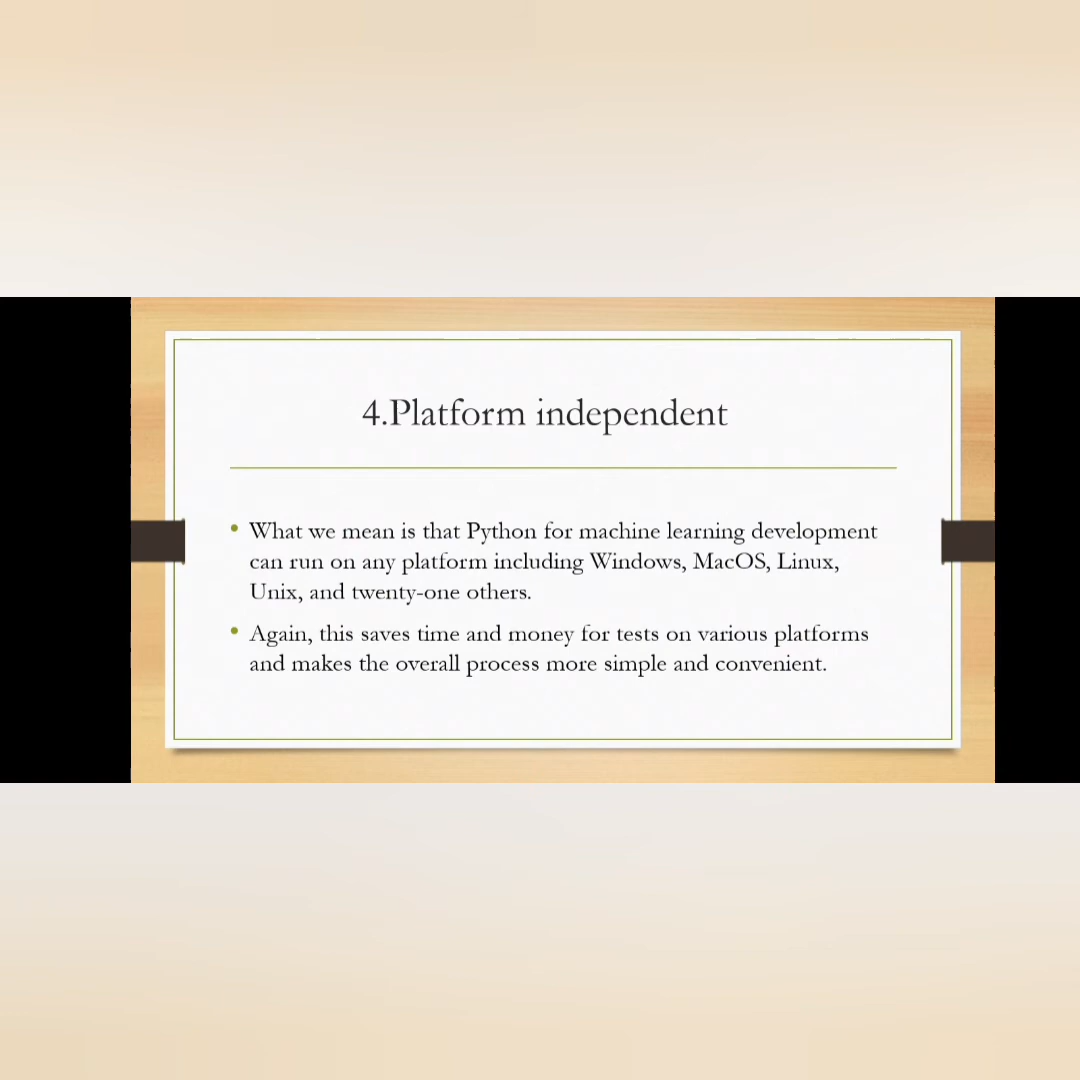 4.Platform independent
• What we mean is that Python for machine learning development
can run on any platform including Windows, MacOS, Linux,
Unix, and twenty-one others.
• Again, this saves time and money for tests on various platforms
and makes the overall process more simple and convenient.